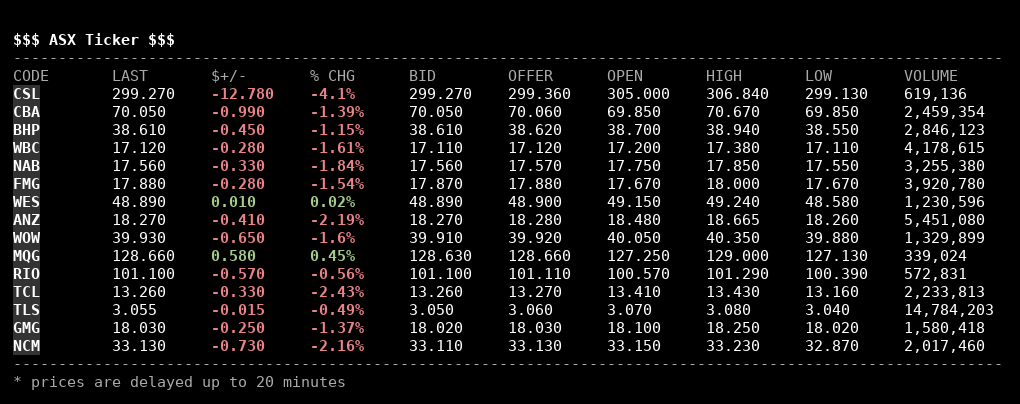 $$$ ASX Ticker $$$
--------------------------------------------------------------------------------------------------------------
CODE LAST $+/- % CHG BID OFFER OPEN HIGH LOW VOLUME
CSL 299.270 -12.780 -4.1% 299.270 299.360 305.000 306.840 299.130 619,136
CBA 70.050 -0.990 -1.39% 70.050 70.060 69.850 70.670 69.850 2,459,354
BHP 38.610 -0.450 -1.15% 38.610 38.620 38.700 38.940 38.550 2,846,123
WBC 17.120 -0.280 -1.61% 17.110 17.120 17.200 17.380 17.110 4,178,615
NAB 17.560 -0.330 -1.84% 17.560 17.570 17.750 17.850 17.550 3,255,380
FMG 17.880 -0.280 -1.54% 17.870 17.880 17.670 18.000 17.670 3,920,780
WES 48.890 0.010 0.02% 48.890 48.900 49.150 49.240 48.580 1,230,596
ANZ 18.270 -0.410 -2.19% 18.270 18.280 18.480 18.665 18.260 5,451,080
WOW 39.930 -0.650 -1.6% 39.910 39.920 40.050 40.350 39.880 1,329,899
MQG 128.660 0.580 0.45% 128.630 128.660 127.250 129.000 127.130 339,024
RIO 101.100 -0.570 -0.56% 101.100 101.110 100.570 101.290 100.390 572,831
TCL 13.260 -0.330 -2.43% 13.260 13.270 13.410 13.430 13.160 2,233,813
TLS 3.055 -0.015 -0.49% 3.050 3.060 3.070 3.080 3.040 14,784,203
GMG 18.030 -0.250 -1.37% 18.020 18.030 18.100 18.250 18.020 1,580,418
NCM 33.130 -0.730 -2.16% 33.110 33.130 33.150 33.230 32.870 2,017,460
--------------------------------------------------------------------------------------------------------------
* prices are delayed up to 20 minutes